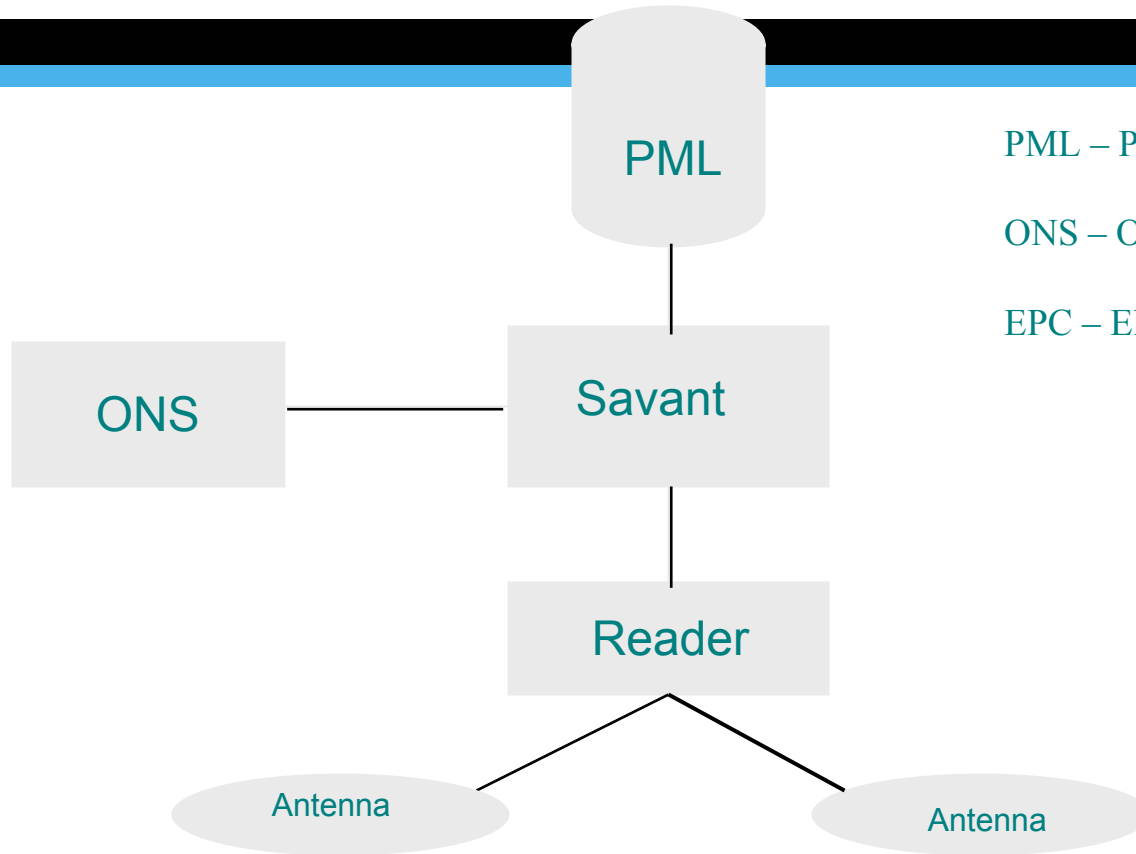 PML
PML –
ONS –
EPC –
ONS
Savant
Reader
Antenna
Antenna